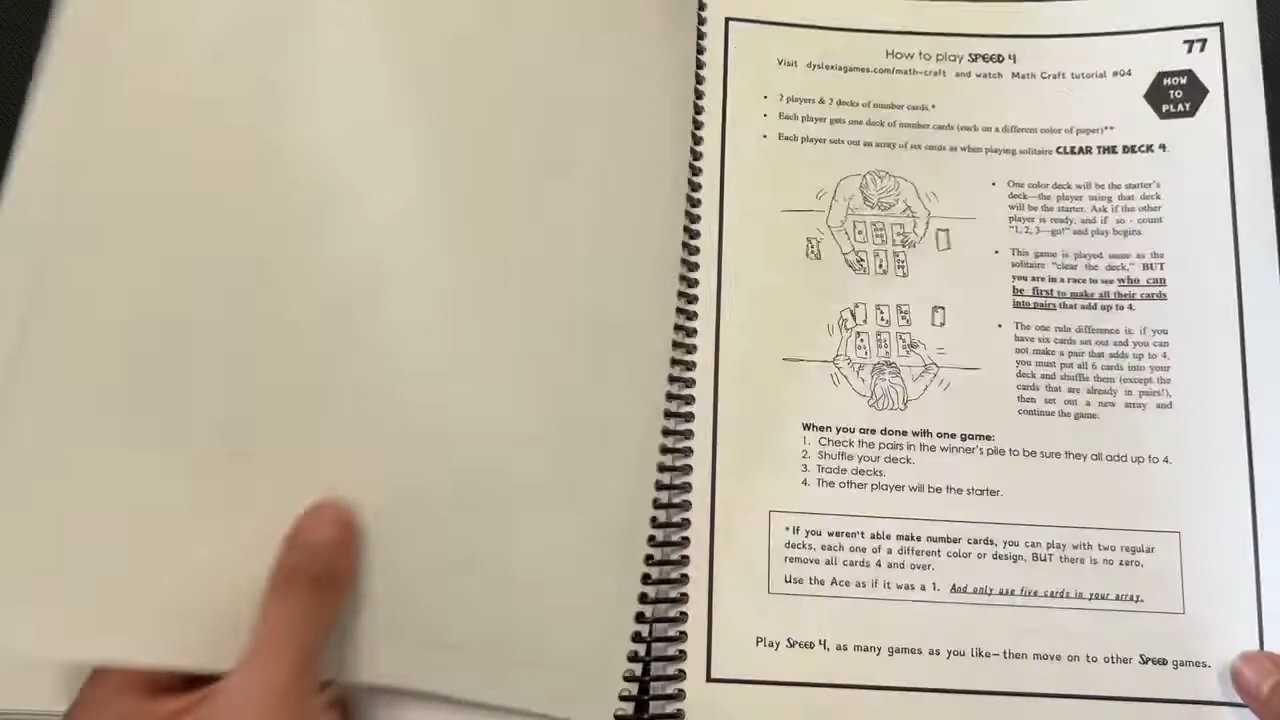 77
How to play SPEED 4
Visit dyslexiagames.com/math-craft and watch Math Craft tutorial #04
HOW
TO
PLAY
• 2 players & 2 decks of number cards.*
• Each player gets one deck of number cards (each on a different color of paper)**
• Each player sets out an array of six cards as when playing solitaire CLEAR THE DECK 4.
• One color deck will be the starter's
deck—the player using that deck
will be the starter. Ask if the other
player is ready, and if so - count
"1, 2, 3—go!" and play begins.
• This game is played same as the
solitaire "clear the deck," BUT
you are in a race to see who can
be first to make all their cards
into pairs that add up to 4.
• The one rule difference is: if you
have six cards set out and you can
not make a pair that adds up to 4,
you must put all 6 cards into your
deck and shuffle them (except the
cards that are already in pairs!),
then set out a new array and
continue the game.
When you are done with one game:
1. Check the pairs in the winner's pile to be sure they all add up to 4.
2. Shuffle your deck.
3. Trade decks.
4. The other player will be the starter.
*If you weren't able make number cards, you can play with two regular
decks, each one of a different color or design, BUT there is no zero,
remove all cards 4 and over.
Use the Ace as if it was a 1. And only use five cards in your array.
Play SPEED 4, as many games as you like—then move on to other SPEED games.